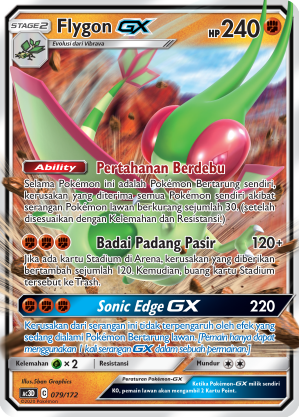 STAGE2 Flygon GX HP240
Evolusi dari Vibrava
Ability Pertahanan Berdebu
Selama Pokémon ini adalah Pokémon Bertarung sendiri,
kerusakan yang diterima semua Pokémon sendiri akibat
serangan Pokémon lawan berkurang sejumlah 30. (setelah
disesuaikan dengan Kelemahan dan Resistansi.)
Badai Padang Pasir 120+
Jika ada kartu Stadium di Arena, kerusakan yang diberikan
bertambah sejumlah 120. Kemudian, buang kartu Stadium
tersebut ke Trash.
Sonic Edge GX 220
Kerusakan dari serangan ini tidak terpengaruh oleh efek yang
sedang dialami Pokémon Bertarung lawan. [Pemain hanya dapat
menggunakan 1 kali serangan GX dalam sebuah permainan.]
Kelemahan ×2 Resistansi Mundur
Illus.5ban Graphics
079/172
Peraturan Pokémon-GX
Ketika Pokémon-GX milik sendiri
KO, Pemain lawan mengambil 2 Kartu Point.